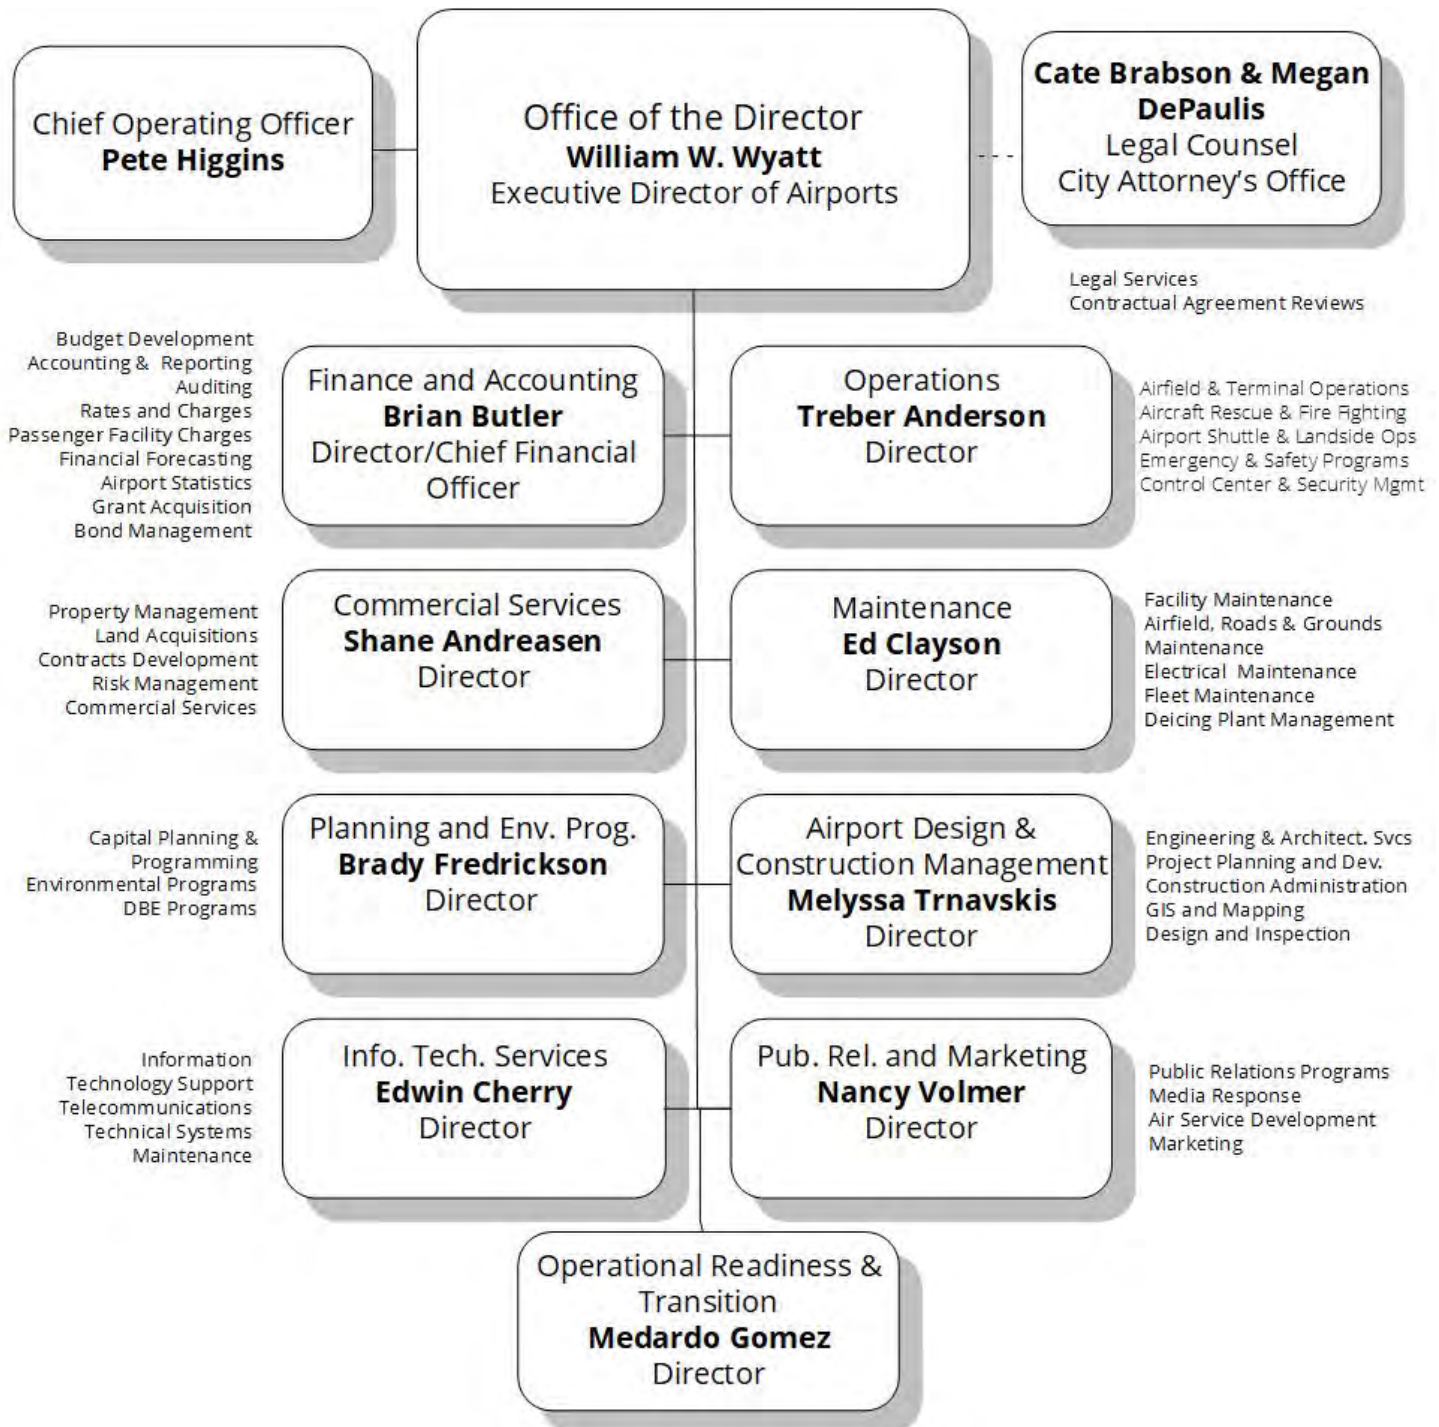 Chief Operating Officer
Pete Higgins
Office of the Director
William W. Wyatt
Executive Director of Airports
Cate Brabson & Megan
DePaulis
Legal Counsel
City Attorney's Office
Legal Services
Contractual Agreement Reviews
Budget Development
Accounting & Reporting
Auditing
Rates and Charges
Passenger Facility Charges
Financial Forecasting
Airport Statistics
Grant Acquisition
Bond Management
Finance and Accounting
Brian Butler
Director/Chief Financial
Officer
Operations
Treber Anderson
Director
Airfield & Terminal Operations
Aircraft Rescue & Fire Fighting
Airport Shuttle & Landside Ops
Emergency & Safety Programs
Control Center & Security Mgmt
Property Management
Land Acquisitions
Contracts Development
Risk Management
Commercial Services
Commercial Services
Shane Andreasen
Director
Maintenance
Ed Clayson
Director
Facility Maintenance
Airfield, Roads & Grounds
Maintenance
Electrical Maintenance
Fleet Maintenance
Deicing Plant Management
Capital Planning &
Programming
Environmental Programs
DBE Programs
Planning and Env. Prog.
Brady Fredrickson
Director
Airport Design &
Construction Management
Melyssa Trnavskis
Director
Engineering & Architect. Svcs
Project Planning and Dev.
Construction Administration
GIS and Mapping
Design and Inspection
Information
Technology Support
Telecommunications
Technical Systems
Maintenance
Info. Tech. Services
Edwin Cherry
Director
Pub. Rel. and Marketing
Nancy Volmer
Director
Public Relations Programs
Media Response
Air Service Development
Marketing
Operational Readiness &
Transition
Medardo Gomez
Director